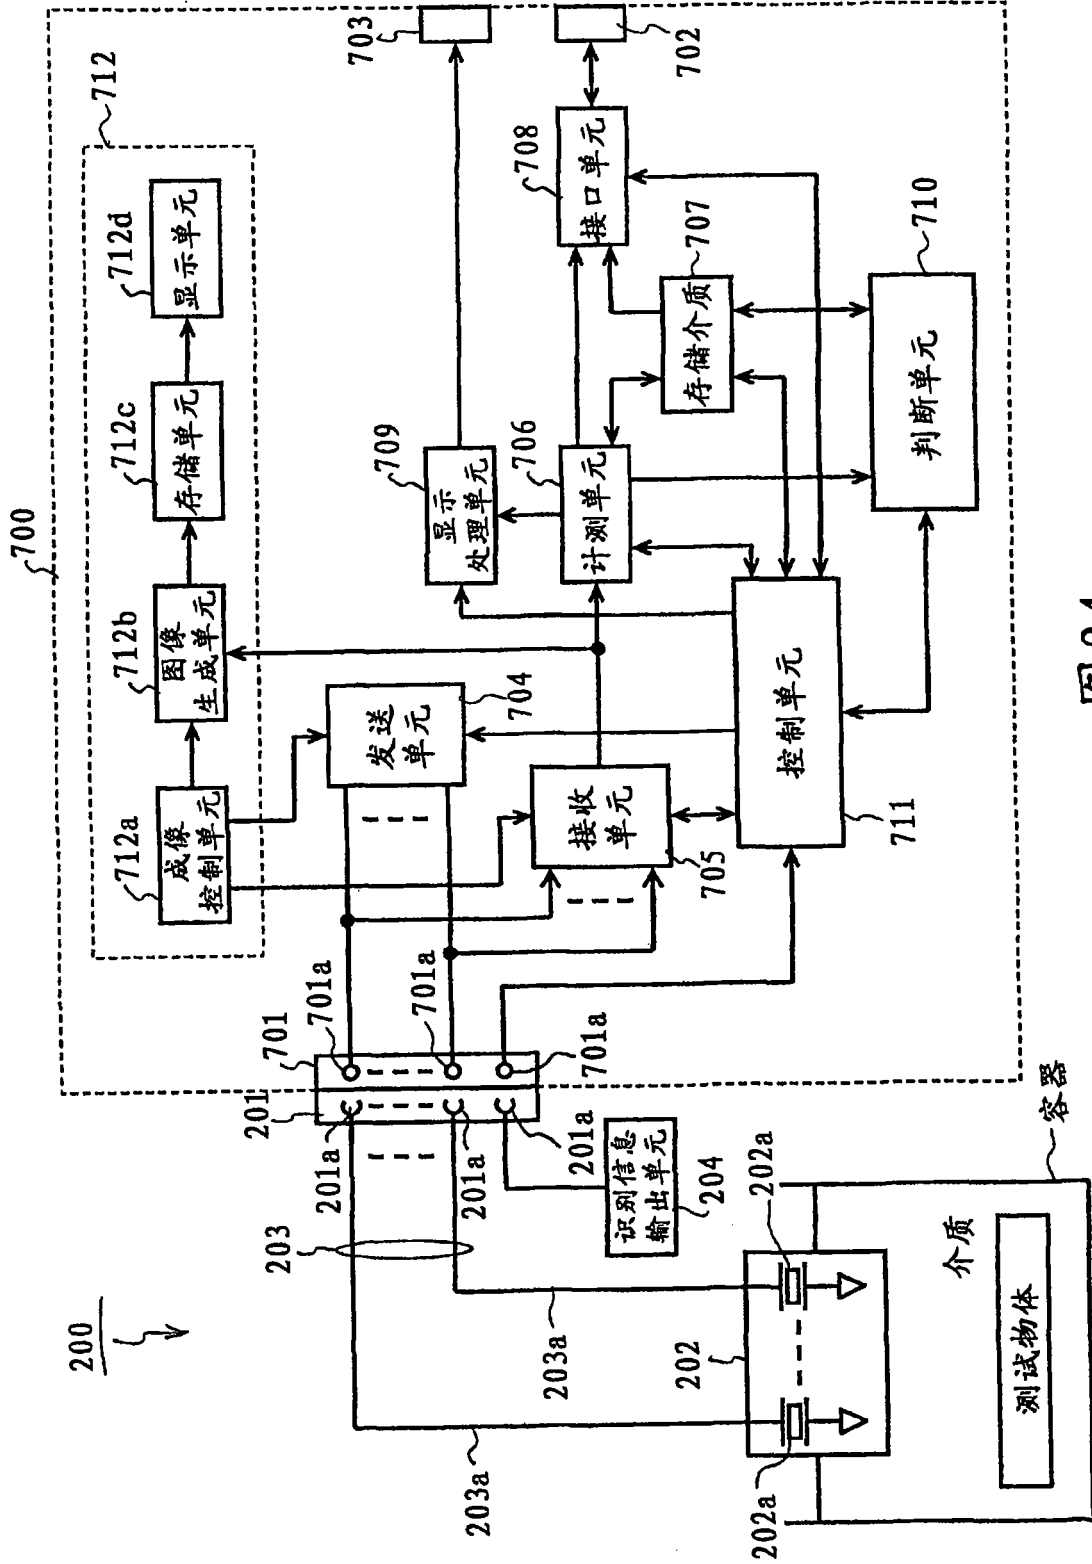 700
712
712a
成像
控制单元
712b
图像
生成单元
712c
存储单元
712d
显示单元
703
702
709
显示
处理单元
708
接口单元
706
计测单元
707
存储介质
710
判断单元
704
发送
单元
705
接收
单元
711
控制单元
701
701a
701a
701a
201
201a
201a
201a
识别信息
输出单元
204
203
203a
203a
200
202
202a
202a
介质
测试物体
容器